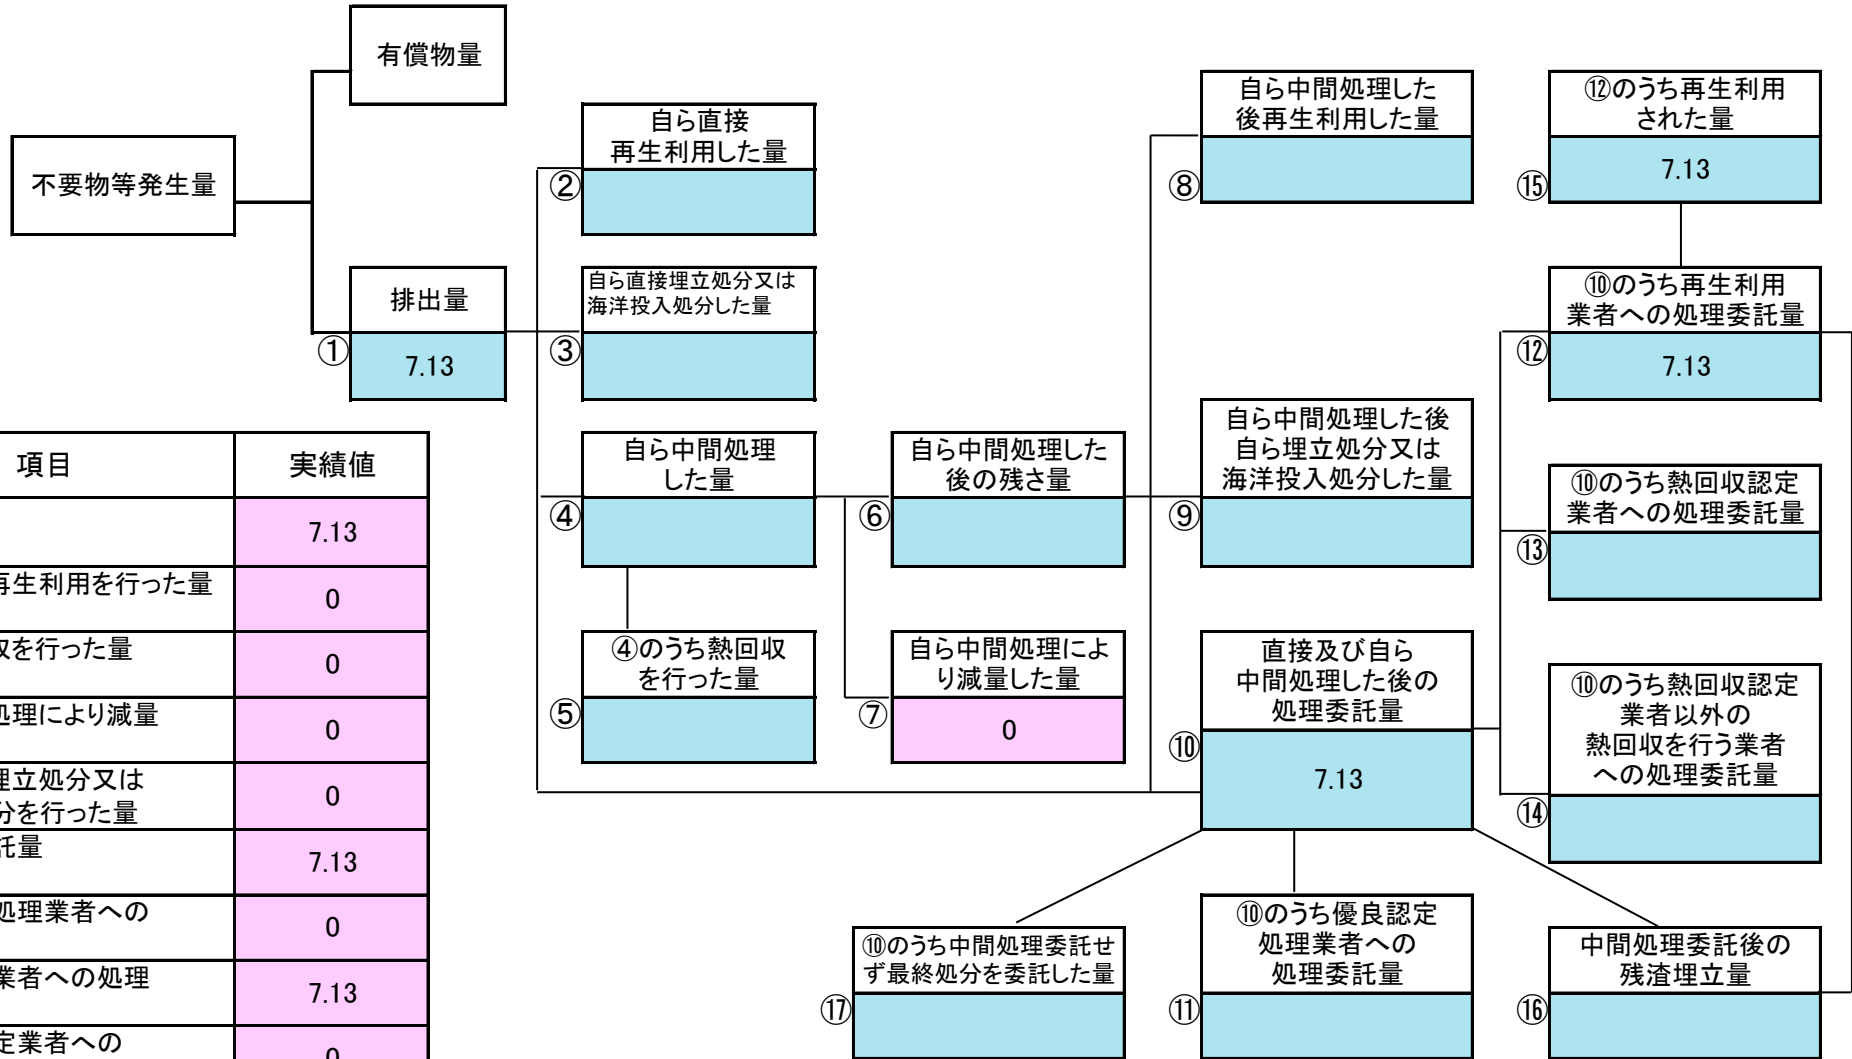 有償物量
不要物等発生量
排出量
①
7.13
自ら直接
再生利用した量
②
自ら直接埋立処分又は
海洋投入処分した量
③
自ら中間処理
した量
④
④のうち熱回収
を行った量
⑤
自ら中間処理した
後の残さ量
⑥
自ら中間処理によ
り減量した量
⑦
0
自ら中間処理した
後再生利用した量
⑧
自ら中間処理した後
自ら埋立処分又は
海洋投入処分した量
⑨
直接及び自ら
中間処理した後の
処理委託量
⑩
7.13
⑩のうち優良認定
処理業者への
処理委託量
⑪
⑩のうち中間処理委託せ
ず最終処分を委託した量
⑰
⑫のうち再生利用
された量
⑮
7.13
⑩のうち再生利用
業者への処理委託量
⑫
7.13
⑩のうち熱回収認定
業者への処理委託量
⑬
⑩のうち熱回収認定
業者以外の
熱回収を行う業者
への処理委託量
⑭
中間処理委託後の
残渣埋立量
⑯
項目
実績値
7.13
再生利用を行った量
0
を行った量
0
処理により減量
0
埋立処分又は
分を行った量
0
託量
7.13
処理業者への
0
業者への処理
7.13
定業者への
0